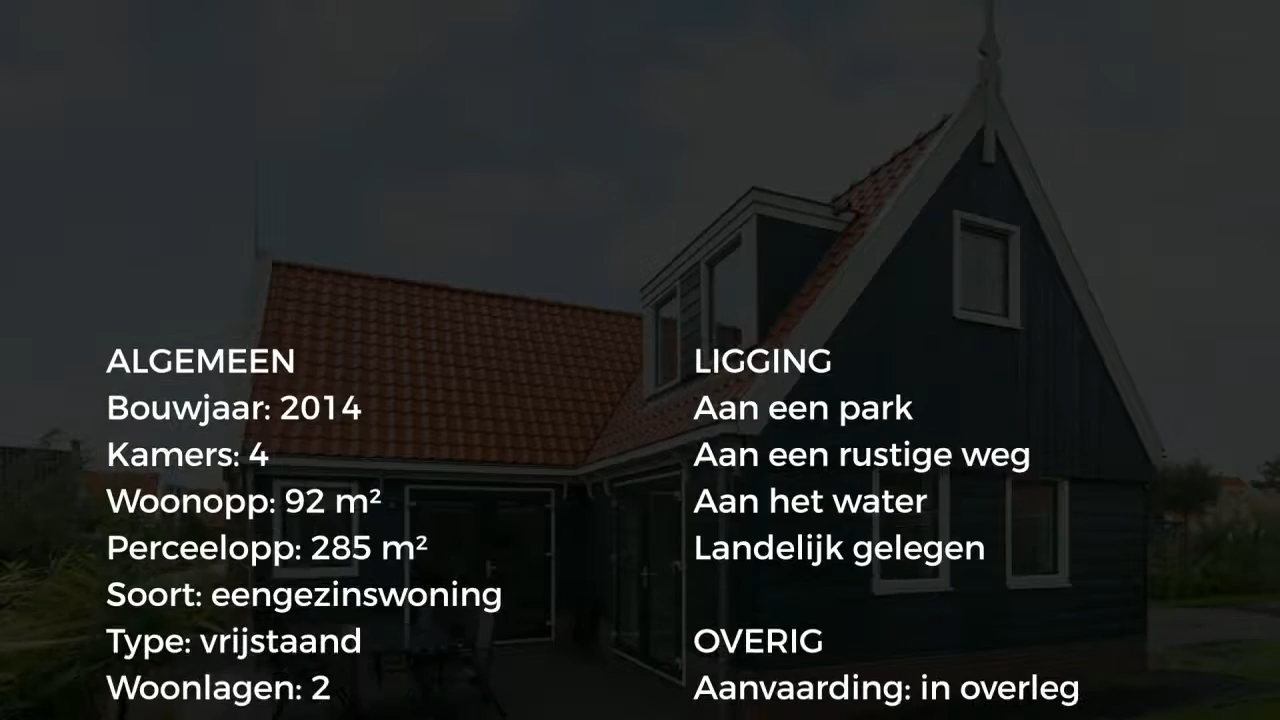 ALGEMEEN
Bouwjaar: 2014
Kamers: 4
Woonopp: 92 m²
Perceelopp: 285 m²
Soort: eengezinswoning
Type: vrijstaand
Woonlagen: 2
LIGGING
Aan een park
Aan een rustige weg
Aan het water
Landelijk gelegen
OVERIG
Aanvaarding: in overleg